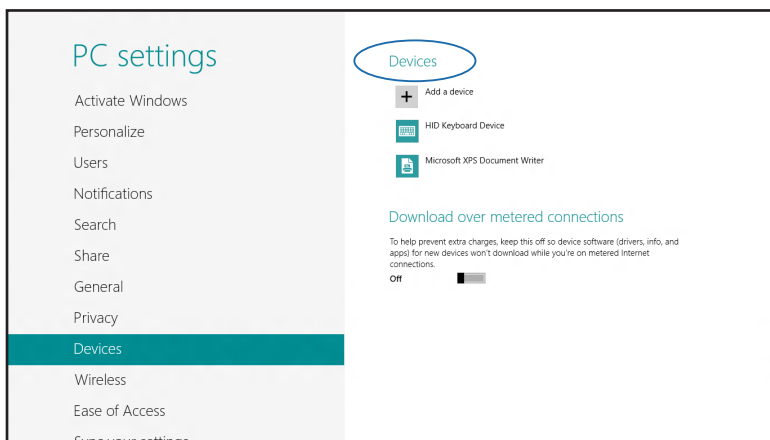 PC settings
Activate Windows
Personalize
Users
Notifications
Search
Share
General
Privacy
Devices
Wireless
Ease of Access
Sync your settings
Devices
Add a device
HID Keyboard Device
Microsoft XPS Document Writer
Download over metered connections
To help prevent extra charges, keep this off so device software (drivers, info, and
apps) for new devices won't download while you're on metered Internet
connections.
Off